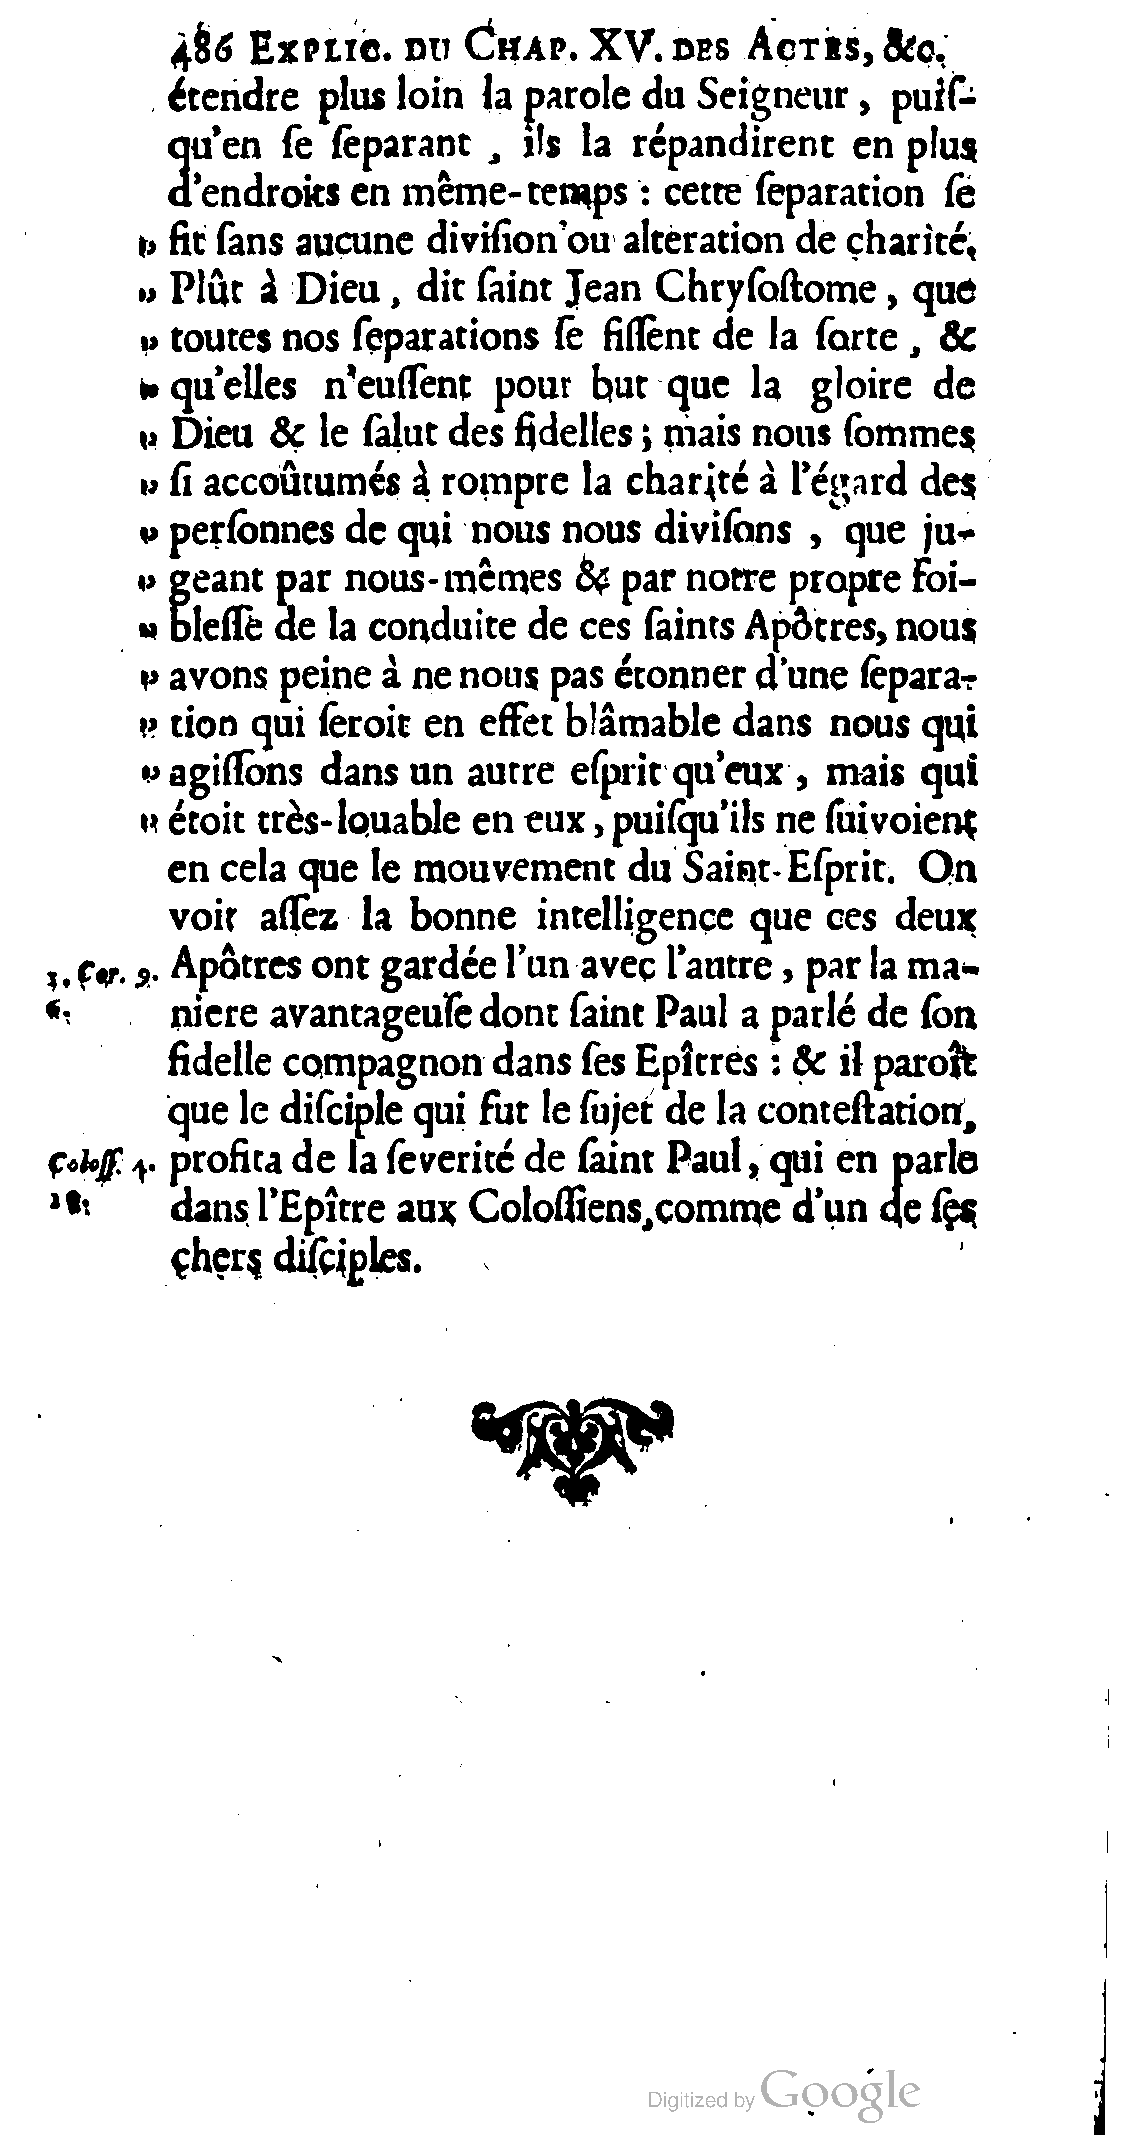 486 EXPLIC. DU CHAP. XV. DES ACTES, &c.
étendre plus loin la parole du Seigneur, puiſ-
qu'en ſe ſeparant, ils la répandirent en plus
d'endroits en même-temps : cette ſeparation ſe
„ fit ſans aucune diviſion ou alteration de charité,
„ Plût à Dieu, dit ſaint Jean Chryſoſtome, que
„ toutes nos ſeparations ſe fiſſent de la ſorte, &
„ qu'elles n'euſſent pour but que la gloire de
„ Dieu & le ſalut des fidelles ; mais nous ſommes
„ ſi accoûtumés à rompre la charité à l'égard des
„ perſonnes de qui nous nous diviſons, que ju-
„ geant par nous-mêmes & par notre propre foi-
„ bleſſe de la conduite de ces ſaints Apôtres, nous
„ avons peine à ne nous pas étonner d'une ſepara-
„ tion qui ſeroit en effet blâmable dans nous qui
„ agiſſons dans un autre eſprit qu'eux, mais qui
„ étoit très-louable en eux, puiſqu'ils ne ſuivoient
en cela que le mouvement du Saint-Eſprit. On
voit aſſez la bonne intelligence que ces deux
1. Cor. 9. Apôtres ont gardée l'un avec l'autre, par la ma-
6. niere avantageuſe dont ſaint Paul a parlé de ſon
fidelle compagnon dans ſes Epîtres : & il paroît
que le diſciple qui fut le ſujet de la conteſtation,
Coloſſ. 4. profita de la ſeverité de ſaint Paul, qui en parle
18. dans l'Epître aux Coloſſiens, comme d'un de ſes
chers diſciples.
Digitized by Google